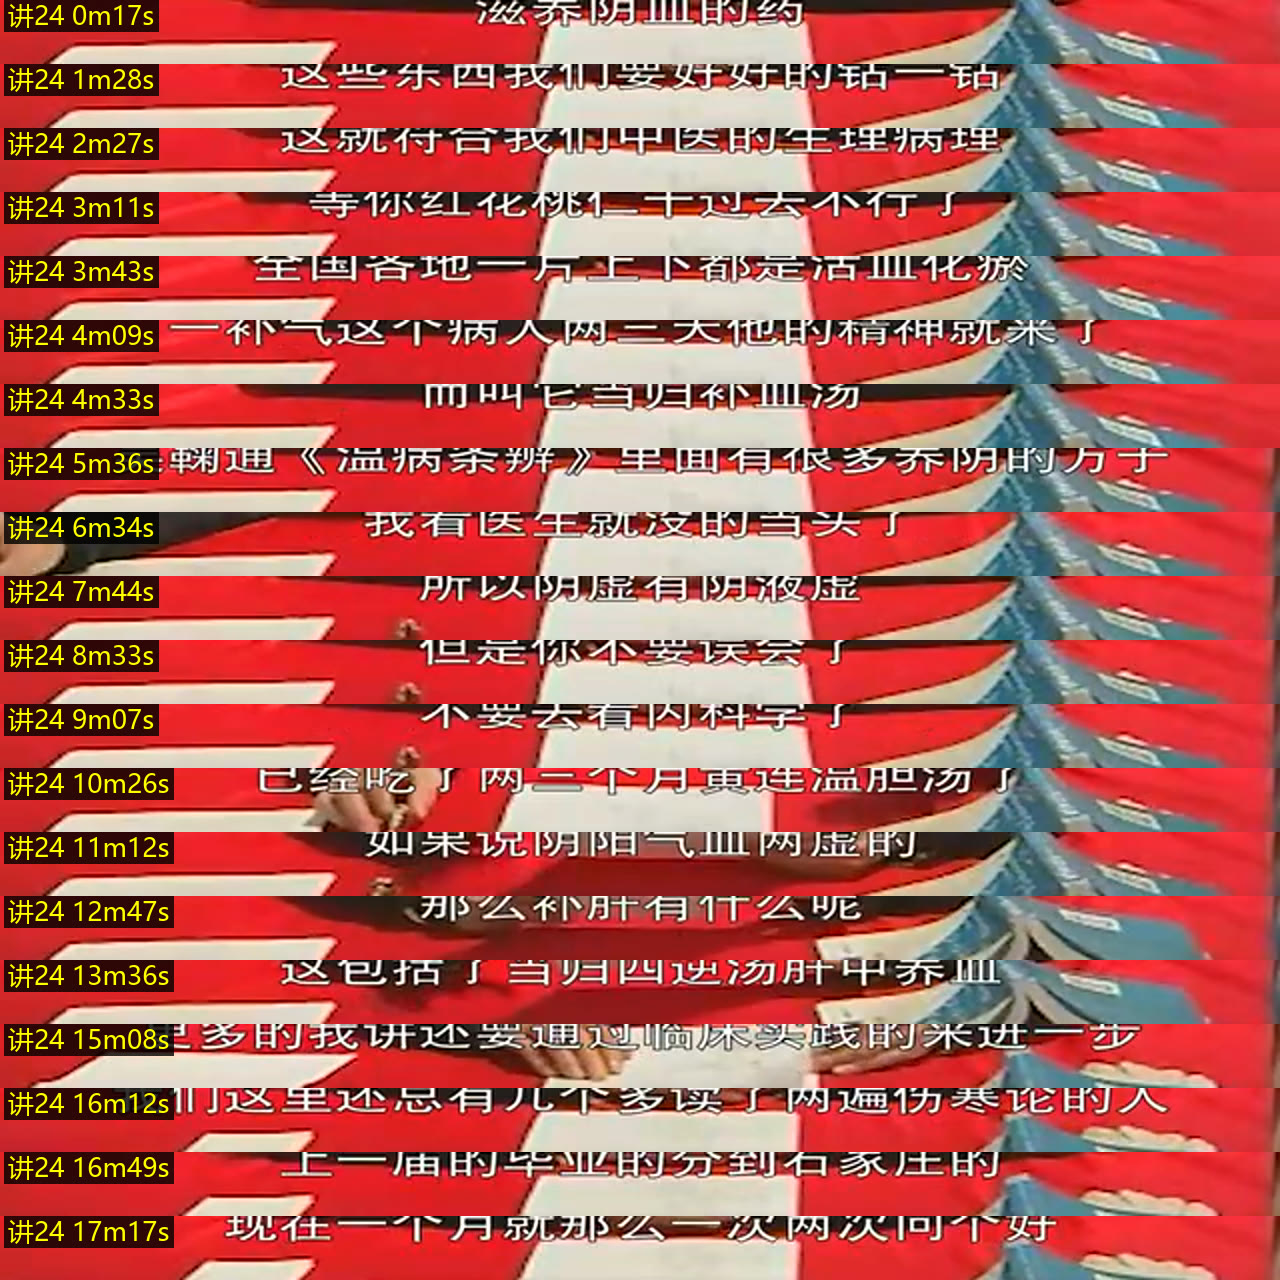 讲24 0m17s 滋养阴血的药
讲24 1m28s 这些东西我们要好好的钻一钻
讲24 2m27s 这就符合我们中医的生理病理
讲24 3m11s 等你红花桃仁干过去不行了
讲24 3m43s 全国各地一片上下都是活血化瘀
讲24 4m09s 一补气这个病人两三天他的精神就来了
讲24 4m33s 而叫它当归补血汤
讲24 5m36s 鞠通《温病条辨》里面有很多养阴的方子
讲24 6m34s 我看医生就没的当头了
讲24 7m44s 所以阴虚有阴液虚
讲24 8m33s 但是你不要误会了
讲24 9m07s 不要去看内科学了
讲24 10m26s 已经吃了两三个月黄连温胆汤了
讲24 11m12s 如果说阴阳气血两虚的
讲24 12m47s 那么补肝有什么呢
讲24 13m36s 这包括了当归四逆汤肝中养血
讲24 15m08s 更多的我讲还要通过临床实践的来进一步
讲24 16m12s 们这里还总有几个多读了两遍伤寒论的人
讲24 16m49s 上一届的毕业的分到石家庄的
讲24 17m17s 现在一个月就那么一次两次问个好